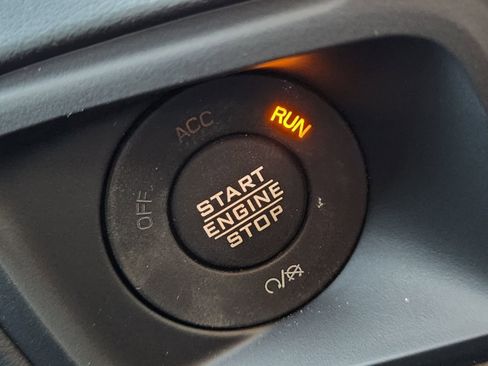 ACC
RUN
OFF
START
ENGINE
STOP